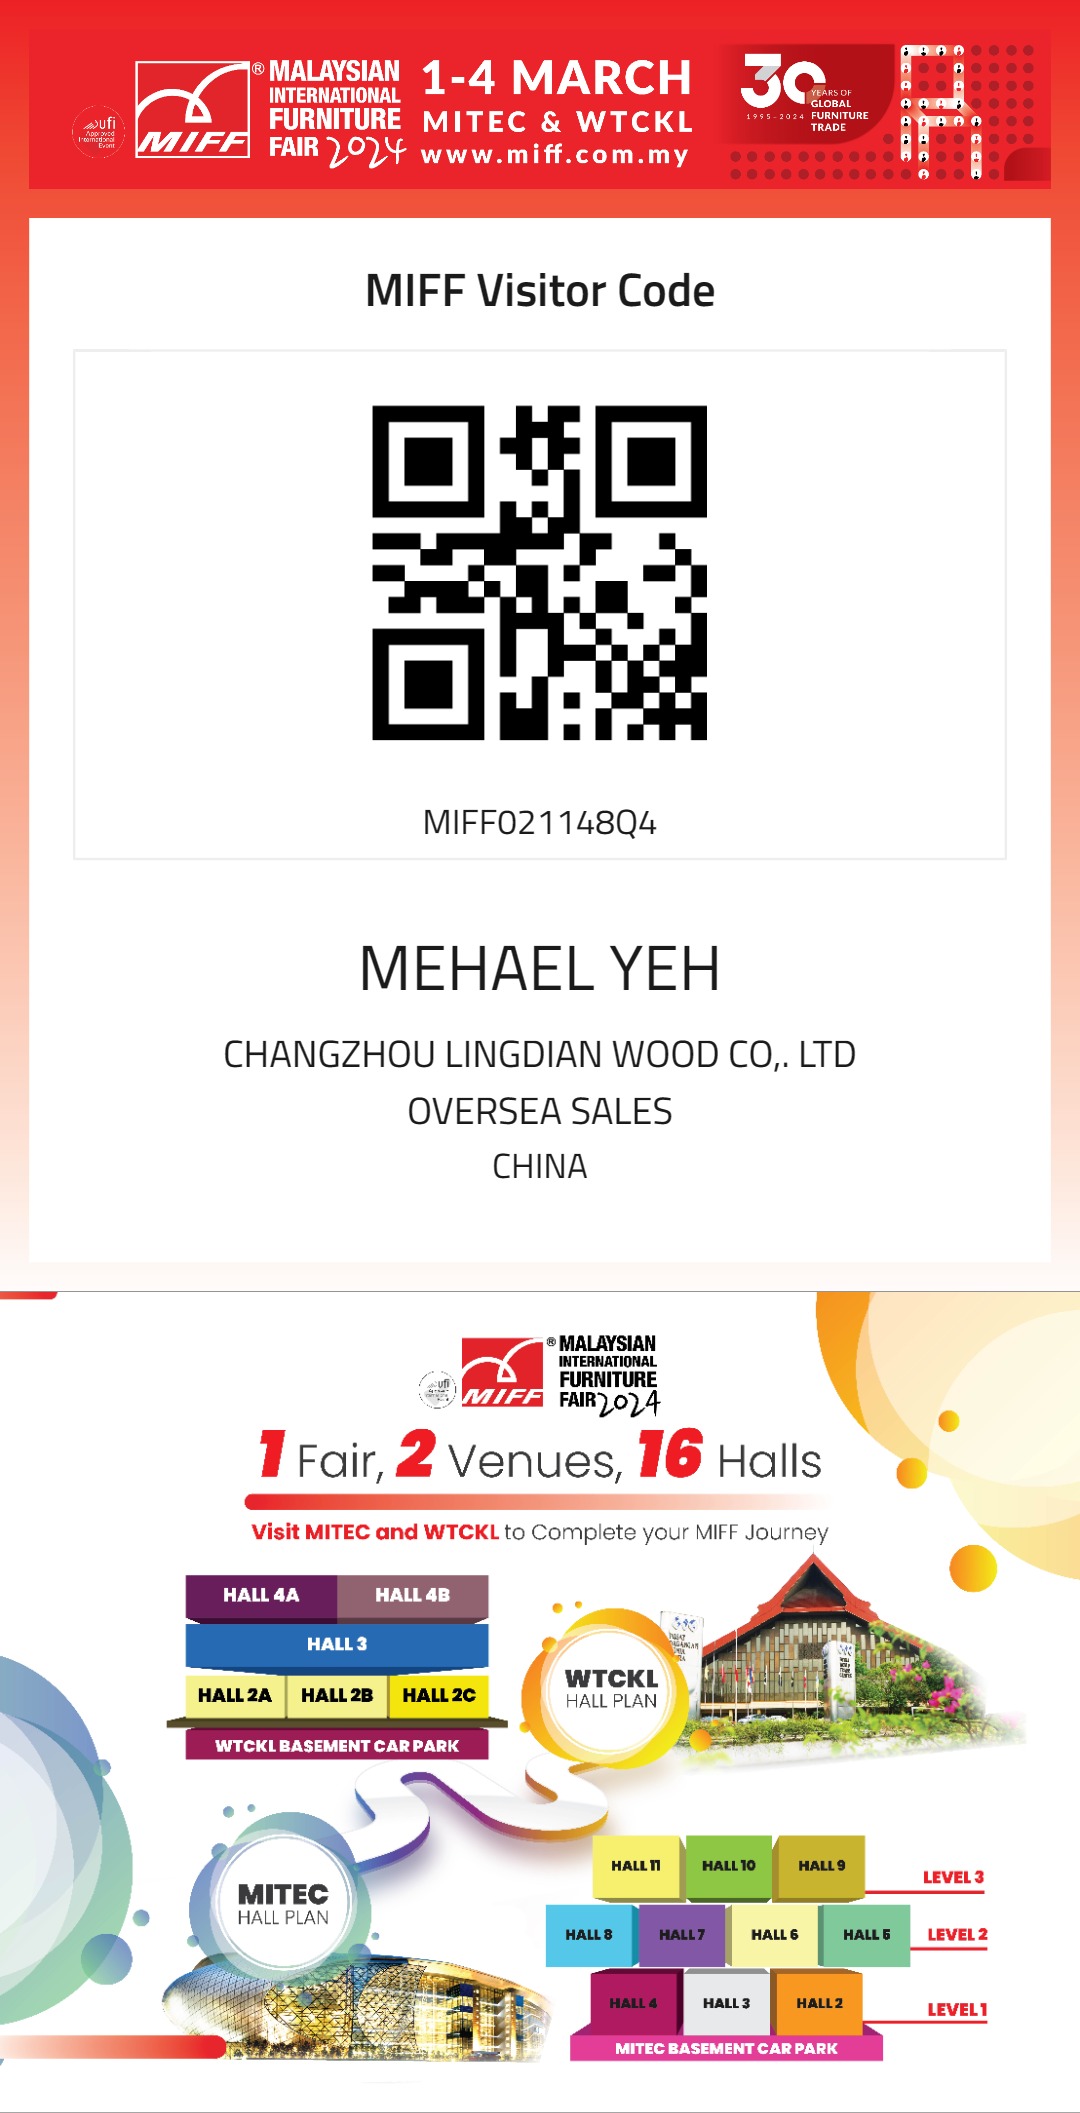 ufi
Approved
International
Event
MIFF
®
MALAYSIAN
INTERNATIONAL
FURNITURE
FAIR 2024
1-4 MARCH
MITEC & WTCKL
www.miff.com.my
30
YEARS OF
GLOBAL
FURNITURE
TRADE
1995-2024
MIFF Visitor Code
MIFF021148Q4
MEHAEL YEH
CHANGZHOU LINGDIAN WOOD CO,. LTD
OVERSEA SALES
CHINA
ufi
MIFF
®
MALAYSIAN
INTERNATIONAL
FURNITURE
FAIR 2024
1 Fair, 2 Venues, 16 Halls
Visit MITEC and WTCKL to Complete your MIFF Journey
HALL 4A HALL 4B
HALL 3
HALL 2A HALL 2B HALL 2C
WTCKL BASEMENT CAR PARK
WTCKL
HALL PLAN
MITEC
HALL PLAN
HALL 11 HALL 10 HALL 9
LEVEL 3
HALL 8 HALL 7 HALL 6 HALL 5
LEVEL 2
HALL 4 HALL 3 HALL 2
LEVEL 1
MITEC BASEMENT CAR PARK